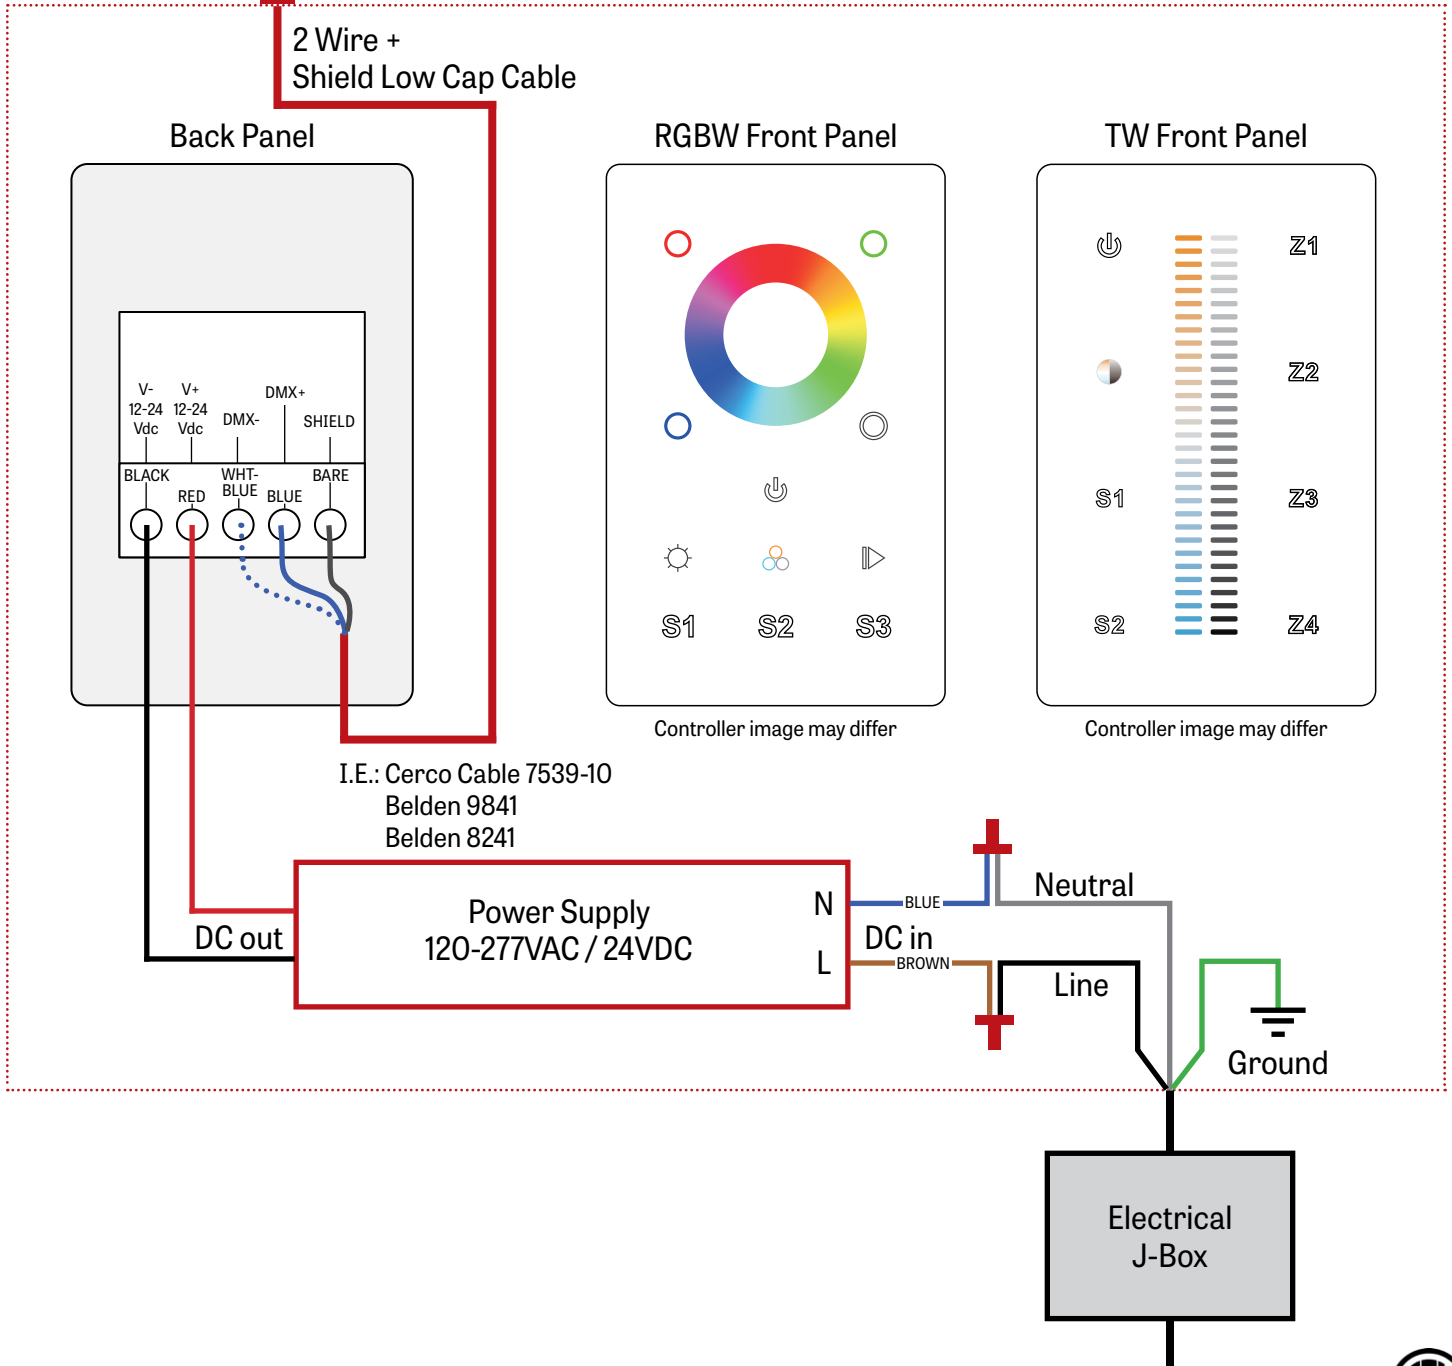 2 Wire +
Shield Low Cap Cable
Back Panel
RGBW Front Panel
TW Front Panel
V-
12-24
Vdc
V+
12-24
Vdc
DMX-
DMX+
SHIELD
BLACK
RED
WHT-
BLUE
BLUE
BARE
S1
S2
S3
Z1
Z2
S1
Z3
S2
Z4
Controller image may differ
Controller image may differ
I.E.: Cerco Cable 7539-10
Belden 9841
Belden 8241
DC out
Power Supply
120-277VAC / 24VDC
N
L
BLUE
DC in
BROWN
Neutral
Line
Ground
Electrical
J-Box